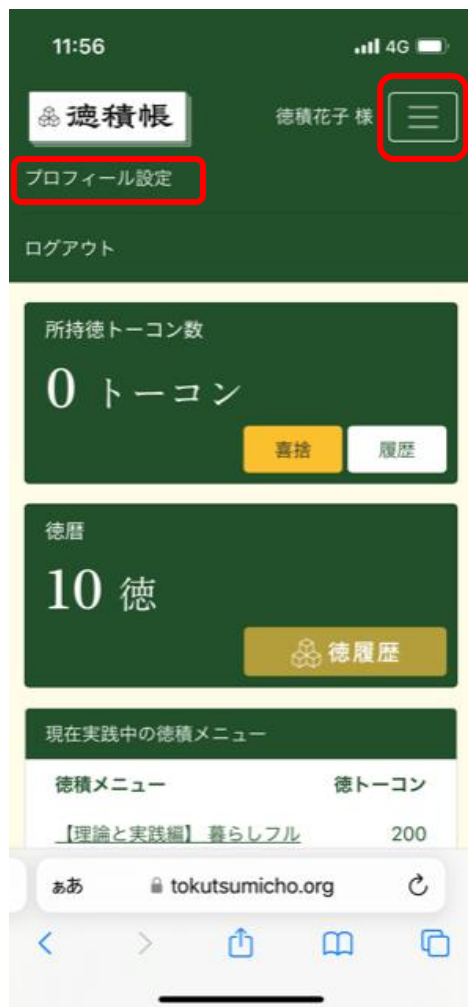 11:56
4G
徳積帳
徳積花子 様
プロフィール設定
ログアウト
所持徳トーコン数
0 トーコン
喜捨
履歴
徳暦
10 徳
徳履歴
現在実践中の徳積メニュー
徳積メニュー 徳トーコン
【理論と実践編】 暮らしフル 200
ぁあ tokutsumicho.org